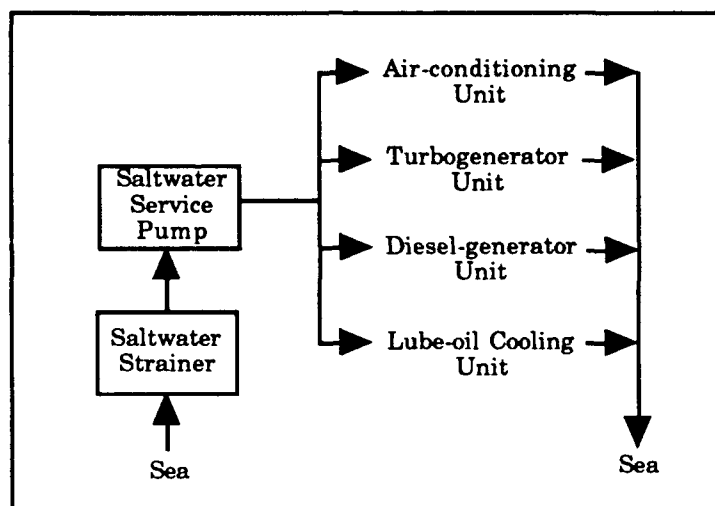 Saltwater
Service
Pump
Saltwater
Strainer
Sea
Air-conditioning
Unit
Turbogenerator
Unit
Diesel-generator
Unit
Lube-oil Cooling
Unit
Sea